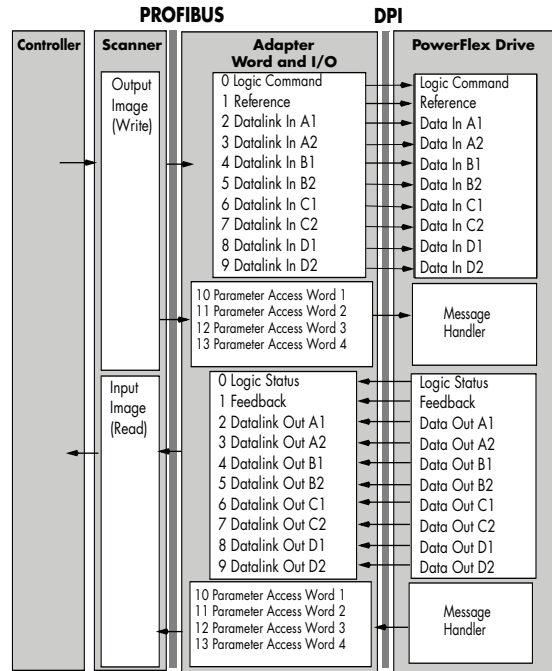 PROFIBUS DPI
Controller Scanner Adapter PowerFlex Drive
Word and I/O
Output
Image
(Write)
0 Logic Command
1 Reference
2 Datalink In A1
3 Datalink In A2
4 Datalink In B1
5 Datalink In B2
6 Datalink In C1
7 Datalink In C2
8 Datalink In D1
9 Datalink In D2
Logic Command
Reference
Data In A1
Data In A2
Data In B1
Data In B2
Data In C1
Data In C2
Data In D1
Data In D2
10 Parameter Access Word 1
11 Parameter Access Word 2
12 Parameter Access Word 3
13 Parameter Access Word 4
Message
Handler
Input
Image
(Read)
0 Logic Status
1 Feedback
2 Datalink Out A1
3 Datalink Out A2
4 Datalink Out B1
5 Datalink Out B2
6 Datalink Out C1
7 Datalink Out C2
8 Datalink Out D1
9 Datalink Out D2
Logic Status
Feedback
Data Out A1
Data Out A2
Data Out B1
Data Out B2
Data Out C1
Data Out C2
Data Out D1
Data Out D2
10 Parameter Access Word 1
11 Parameter Access Word 2
12 Parameter Access Word 3
13 Parameter Access Word 4
Message
Handler